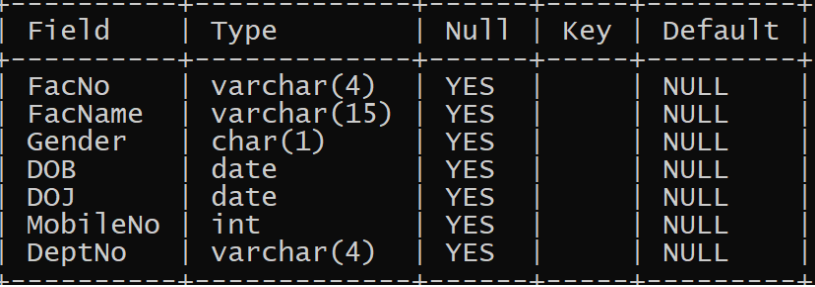 +----------+-------------+------+-----+---------+
| Field    | Type        | Null | Key | Default |
+----------+-------------+------+-----+---------+
| FacNo    | varchar(4)  | YES  |     | NULL    |
| FacName  | varchar(15) | YES  |     | NULL    |
| Gender   | char(1)     | YES  |     | NULL    |
| DOB      | date        | YES  |     | NULL    |
| DOJ      | date        | YES  |     | NULL    |
| MobileNo | int         | YES  |     | NULL    |
| DeptNo   | varchar(4)  | YES  |     | NULL    |
+----------+-------------+------+-----+---------+